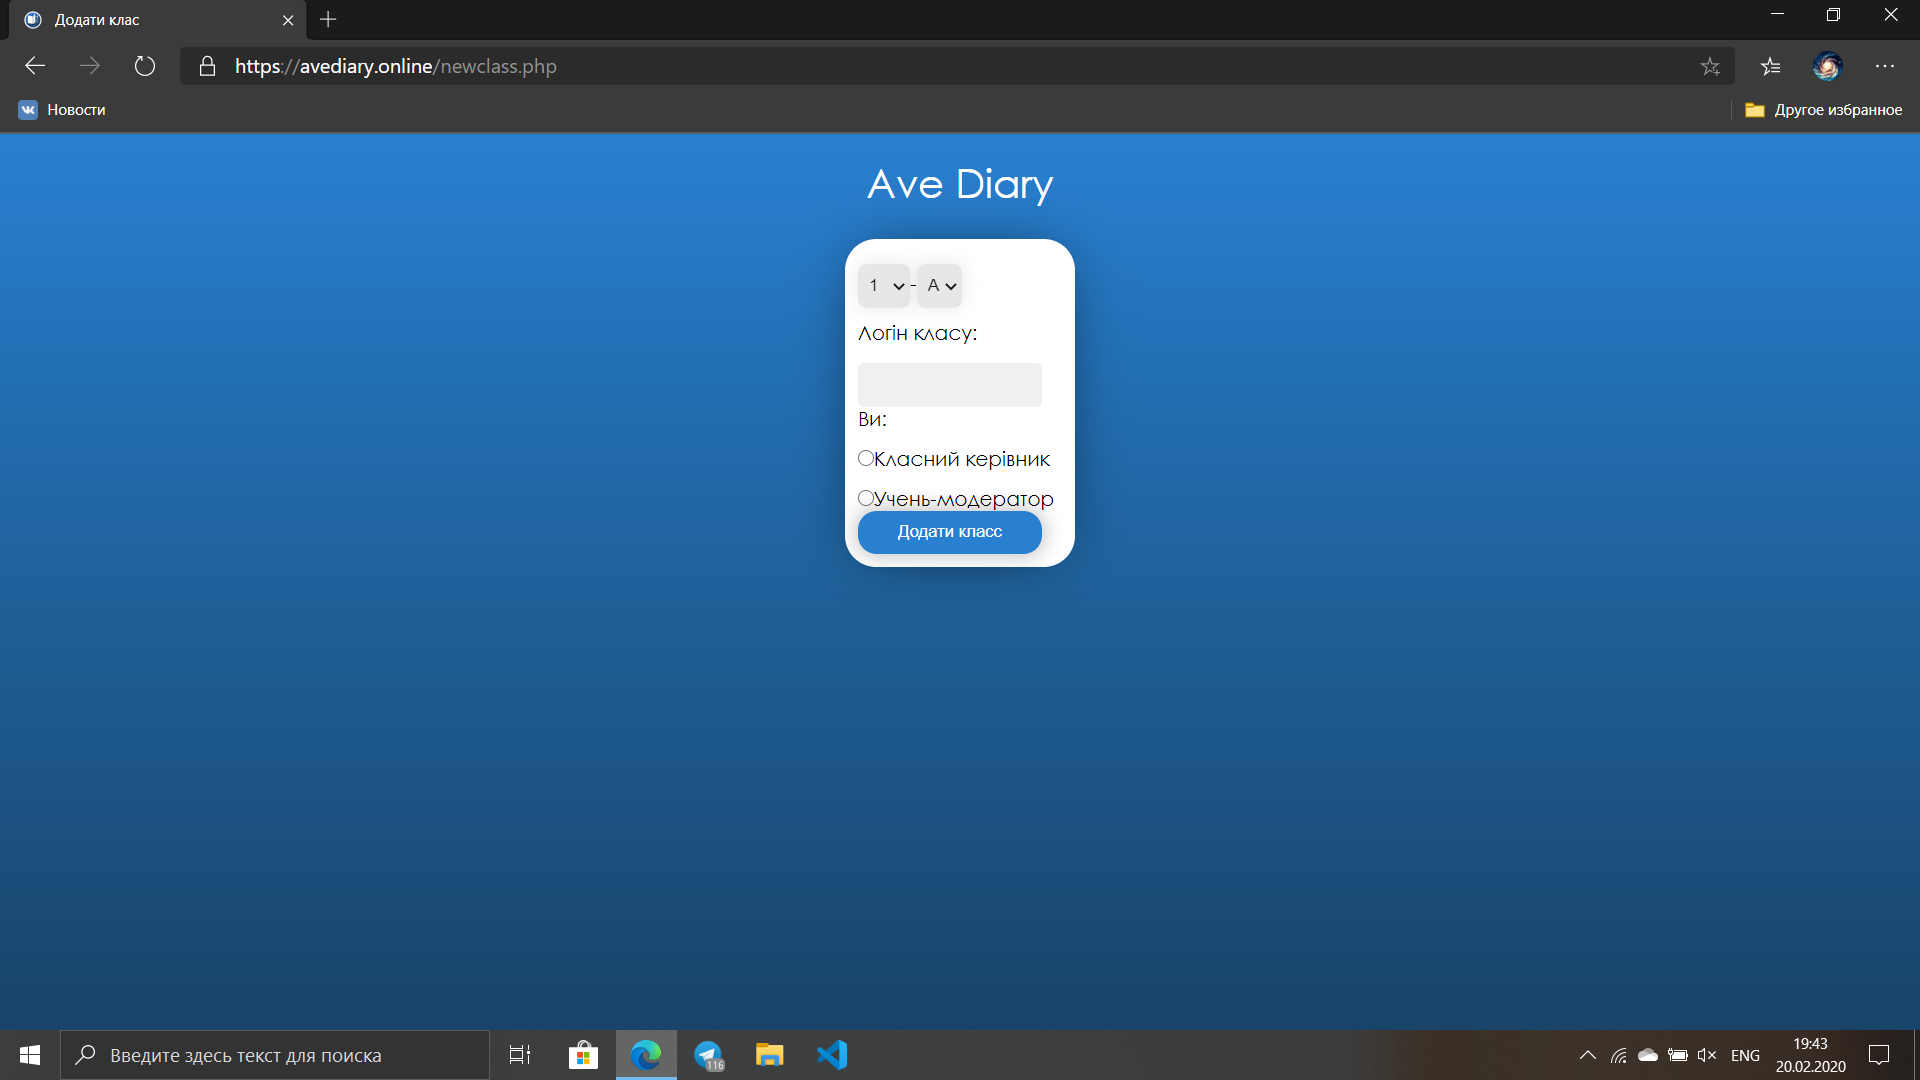 Додати клас
https://avediary.online/newclass.php
Новости
Другое избранное
Ave Diary
1 - А
Логін класу:
Ви:
Класний керівник
Учень-модератор
Додати класс
Введите здесь текст для поиска
116
ENG
19:43
20.02.2020